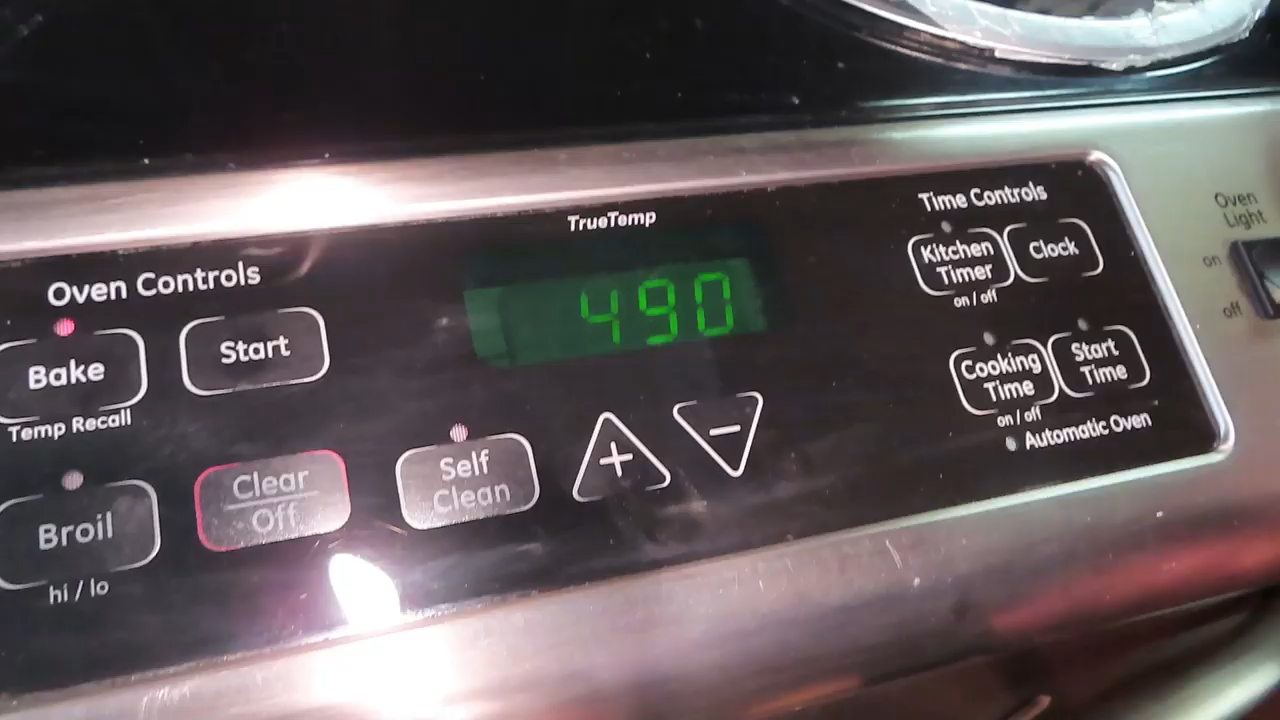 TrueTemp
490
Oven Controls
Bake
Temp Recall
Start
Broil
hi / lo
Clear
Off
Self
Clean
+
−
Time Controls
Kitchen
Timer
on / off
Clock
Cooking
Time
on / off
Start
Time
Automatic Oven
Oven
Light
on
off